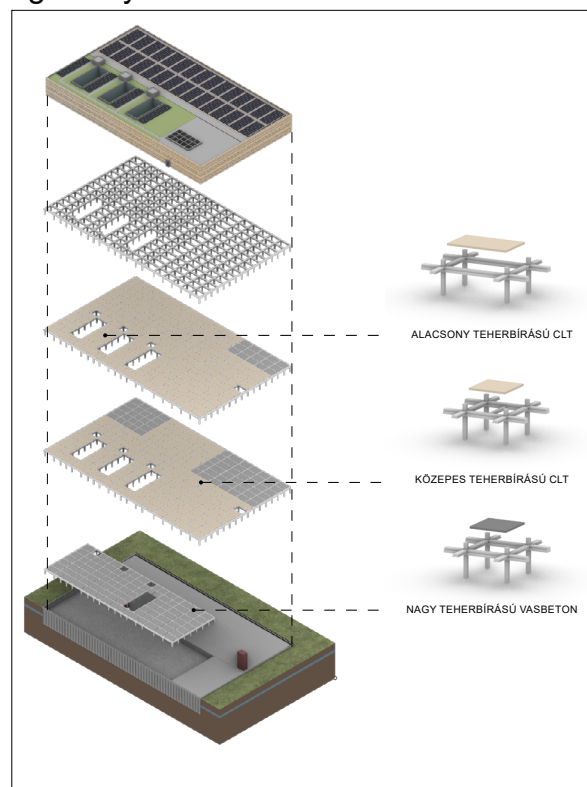 ALACSONY TEHERBÍRÁSÚ CLT
KÖZEPES TEHERBÍRÁSÚ CLT
NAGY TEHERBÍRÁSÚ VASBETON